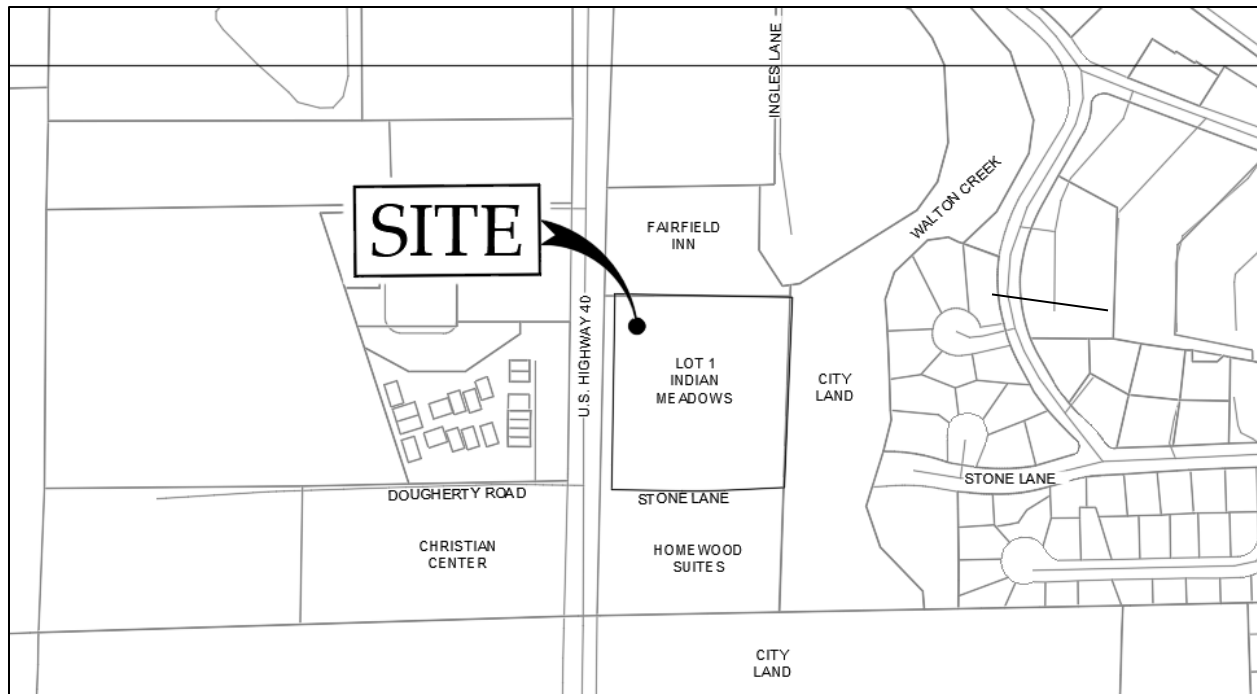 INGLES LANE
WALTON CREEK
SITE
FAIRFIELD
INN
U.S. HIGHWAY 40
LOT 1
INDIAN
MEADOWS
CITY
LAND
STONE LANE
DOUGHERTY ROAD
STONE LANE
CHRISTIAN
CENTER
HOMEWOOD
SUITES
CITY
LAND